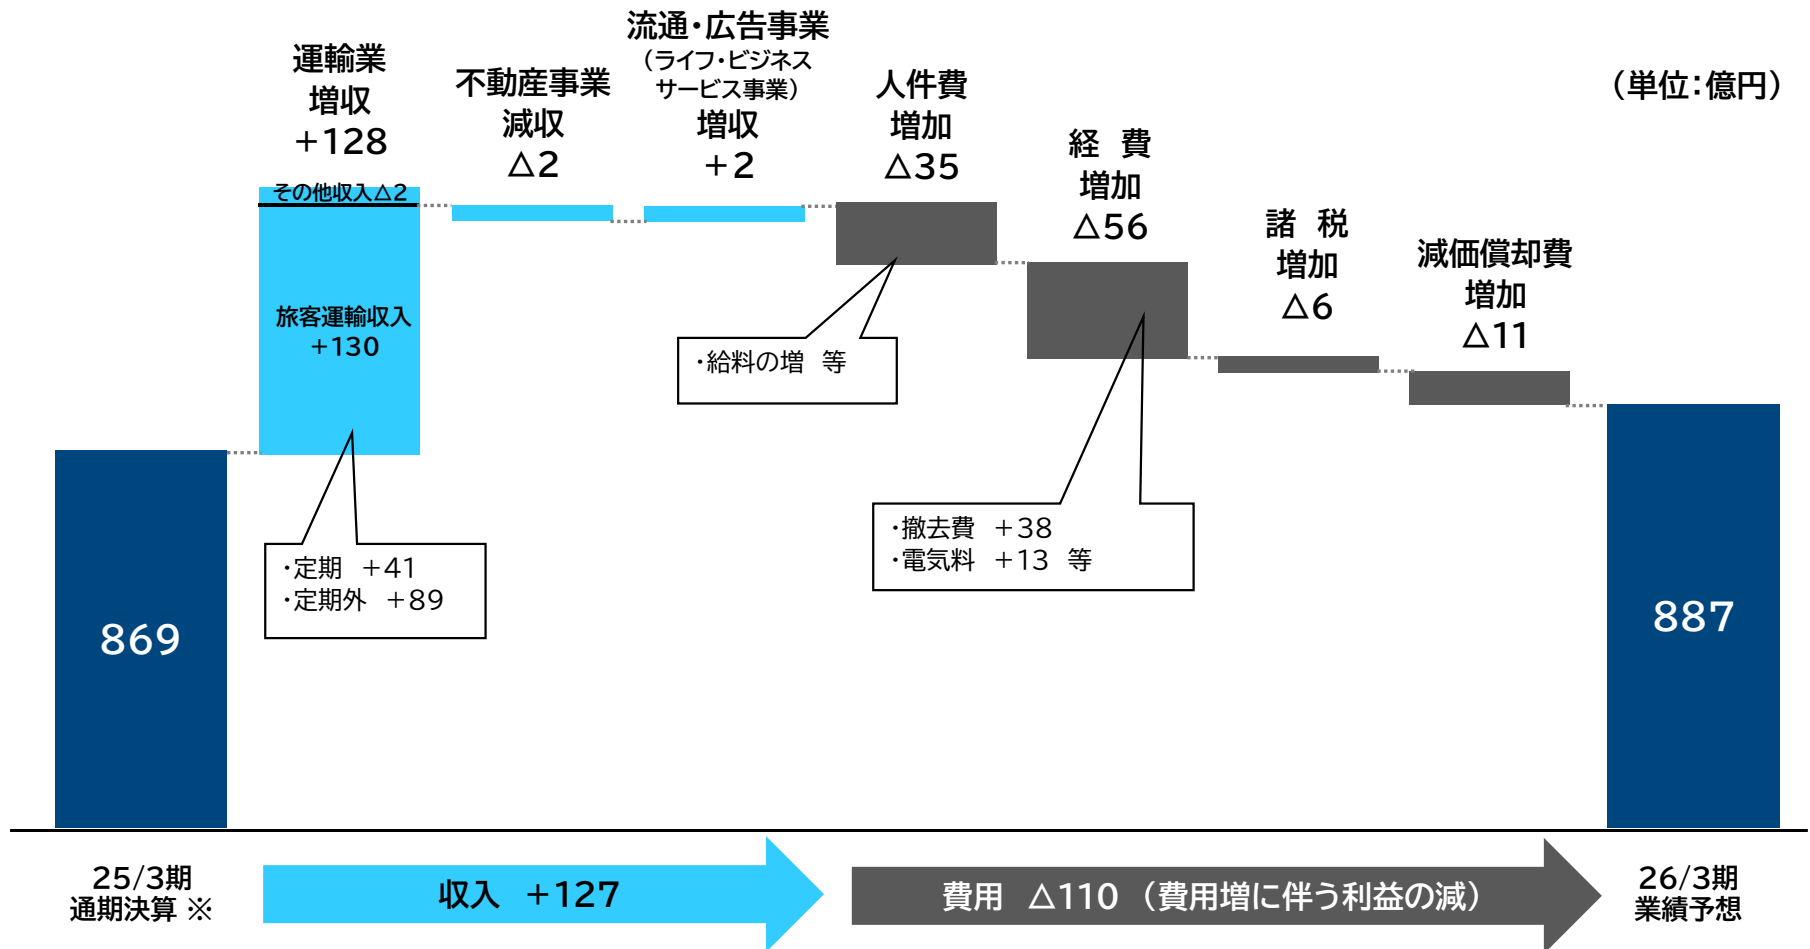 (単位:億円)
運輸業
増収
+128
不動産事業
減収
△2
流通・広告事業
(ライフ・ビジネス
サービス事業)
増収
+2
人件費
増加
△35
経 費
増加
△56
諸 税
増加
△6
減価償却費
増加
△11
その他収入△2
旅客運輸収入
+130
・給料の増 等
・定期 +41
・定期外 +89
・撤去費 +38
・電気料 +13 等
869
887
25/3期
通期決算 ※
収入 +127
費用 △110 (費用増に伴う利益の減)
26/3期
業績予想